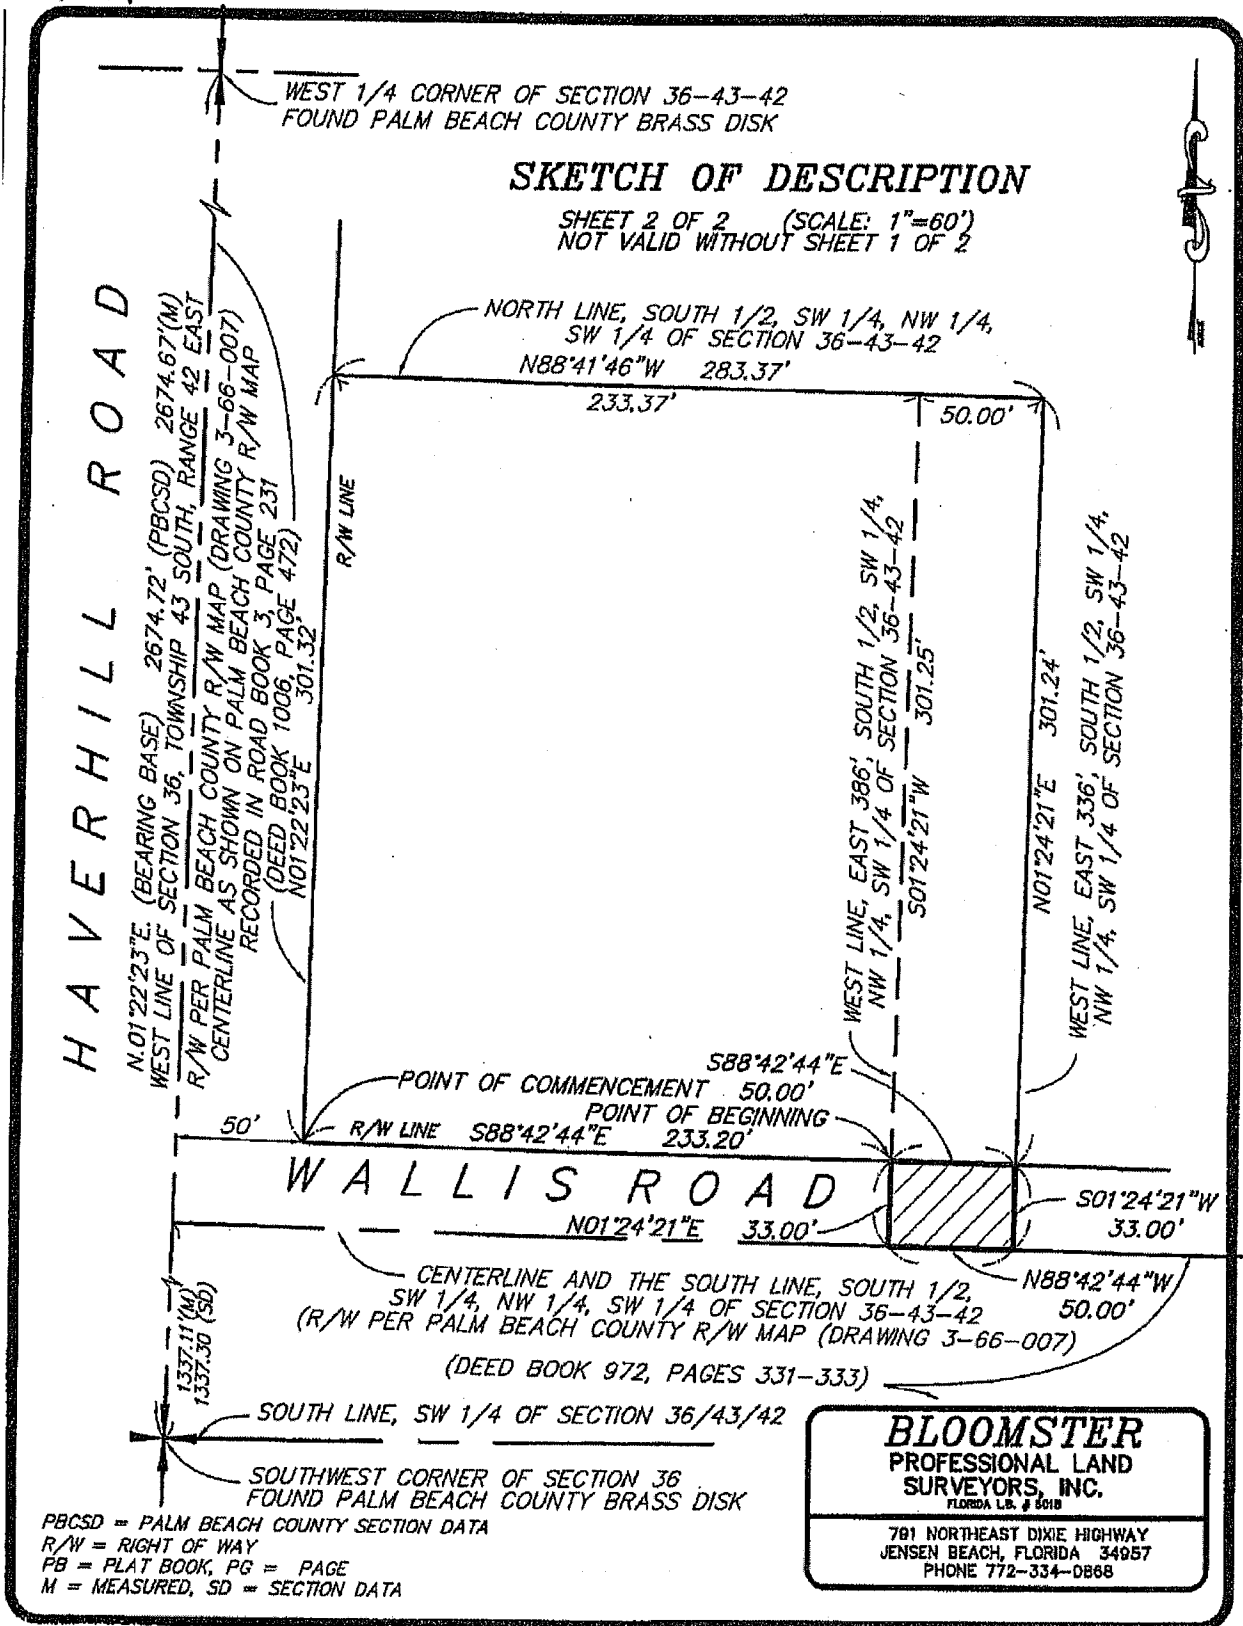 WEST 1/4 CORNER OF SECTION 36-43-42
FOUND PALM BEACH COUNTY BRASS DISK
SKETCH OF DESCRIPTION
SHEET 2 OF 2 (SCALE: 1"=60')
NOT VALID WITHOUT SHEET 1 OF 2
NORTH LINE, SOUTH 1/2, SW 1/4, NW 1/4,
SW 1/4 OF SECTION 36-43-42
N88°41'46"W 283.37'
233.37'
50.00'
HAVERHILL ROAD
N.01°22'23"E. (BEARING BASE) 2674.72' (PBCSD) 2674.67'(M)
WEST LINE OF SECTION 36, TOWNSHIP 43 SOUTH, RANGE 42 EAST
R/W PER PALM BEACH COUNTY R/W MAP (DRAWING 3-66-007)
CENTERLINE AS SHOWN ON PALM BEACH COUNTY R/W MAP
RECORDED IN ROAD BOOK 3, PAGE 231
(DEED BOOK 1006, PAGE 472)
N01°22'23"E 301.32'
R/W LINE
WEST LINE, EAST 386', SOUTH 1/2, SW 1/4,
NW 1/4, SW 1/4 OF SECTION 36-43-42
S01°24'21"W 301.25'
N01°24'21"E 301.24'
WEST LINE, EAST 336', SOUTH 1/2, SW 1/4,
NW 1/4, SW 1/4 OF SECTION 36-43-42
S88°42'44"E
50.00'
POINT OF COMMENCEMENT
POINT OF BEGINNING
50'
R/W LINE S88°42'44"E 233.20'
WALLIS ROAD
N01°24'21"E 33.00'
S01°24'21"W
33.00'
N88°42'44"W
50.00'
CENTERLINE AND THE SOUTH LINE, SOUTH 1/2,
SW 1/4, NW 1/4, SW 1/4 OF SECTION 36-43-42
(R/W PER PALM BEACH COUNTY R/W MAP (DRAWING 3-66-007)
(DEED BOOK 972, PAGES 331-333)
1337.11'(M)
1337.30 (SD)
SOUTH LINE, SW 1/4 OF SECTION 36/43/42
SOUTHWEST CORNER OF SECTION 36
FOUND PALM BEACH COUNTY BRASS DISK
PBCSD = PALM BEACH COUNTY SECTION DATA
R/W = RIGHT OF WAY
PB = PLAT BOOK, PG = PAGE
M = MEASURED, SD = SECTION DATA
BLOOMSTER
PROFESSIONAL LAND
SURVEYORS, INC.
FLORIDA L.B. #
791 NORTHEAST DIXIE HIGHWAY
JENSEN BEACH, FLORIDA 34957
PHONE 772-334-0868